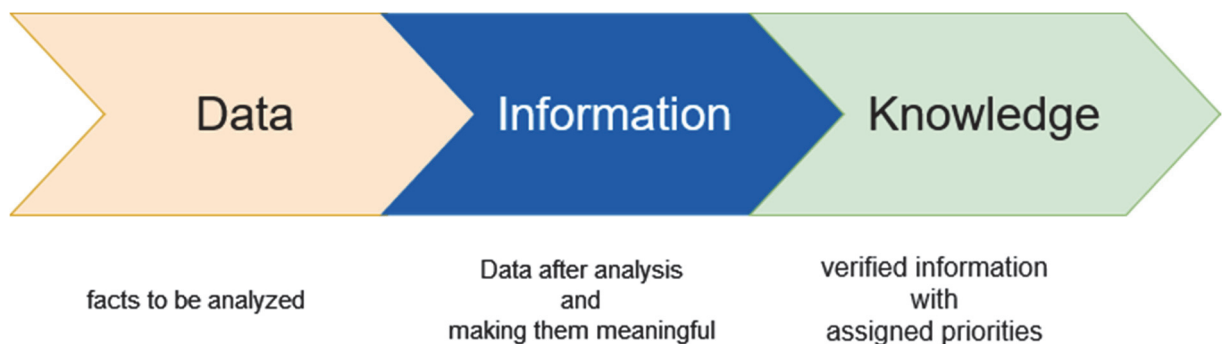 Data
Information
Knowledge
facts to be analyzed
Data after analysis
and
making them meaningful
verified information
with
assigned priorities